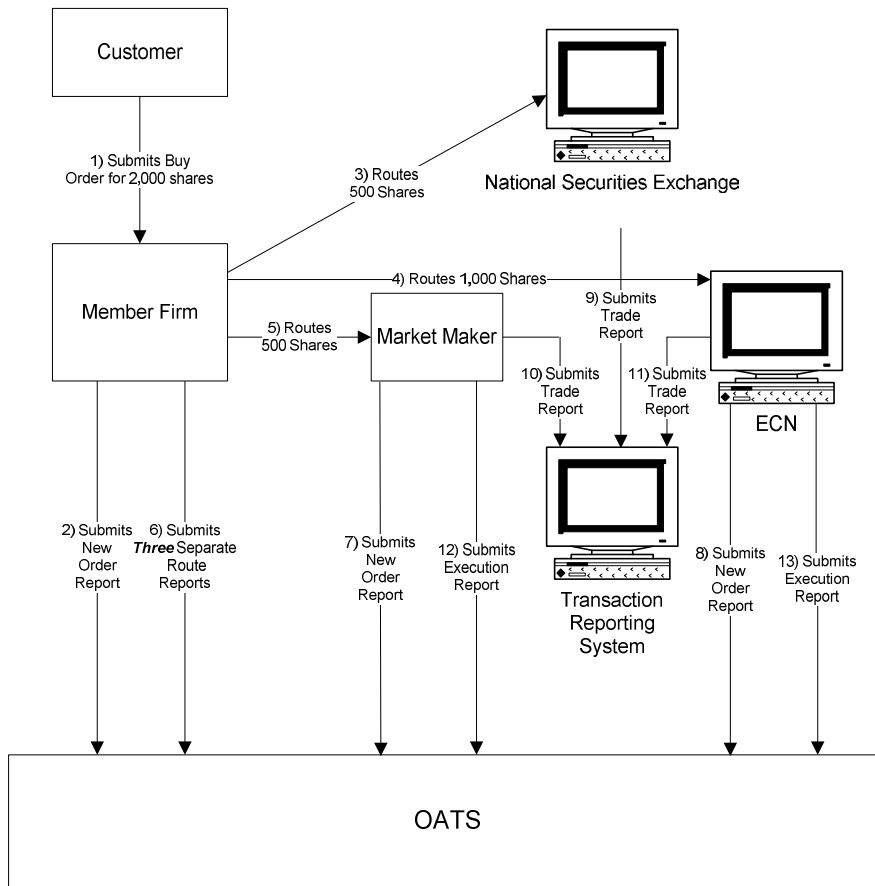 Customer
1) Submits Buy
Order for 2,000 shares
3) Routes
500 Shares
National Securities Exchange
Member Firm
4) Routes 1,000 Shares
5) Routes
500 Shares
Market Maker
9) Submits
Trade
Report
10) Submits
Trade
Report
11) Submits
Trade
Report
ECN
2) Submits
New
Order
Report
6) Submits
Three Separate
Route
Reports
7) Submits
New
Order
Report
12) Submits
Execution
Report
Transaction
Reporting
System
8) Submits
New
Order
Report
13) Submits
Execution
Report
OATS